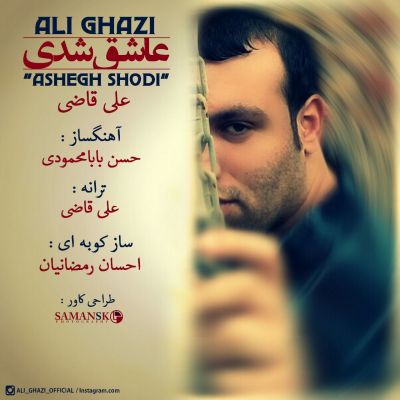 ALI GHAZI
عاشق شدی
"ASHEGH SHODI"
علی قاضی
آهنگساز :
حسن بابامحمودی
ترانه :
علی قاضی
ساز کوبه ای :
احسان رمضانیان
طراحی کاور :
SAMANSK
PHOTOGRAPHY
ALI_GHAZI_OFFICIAL / Instagram.com